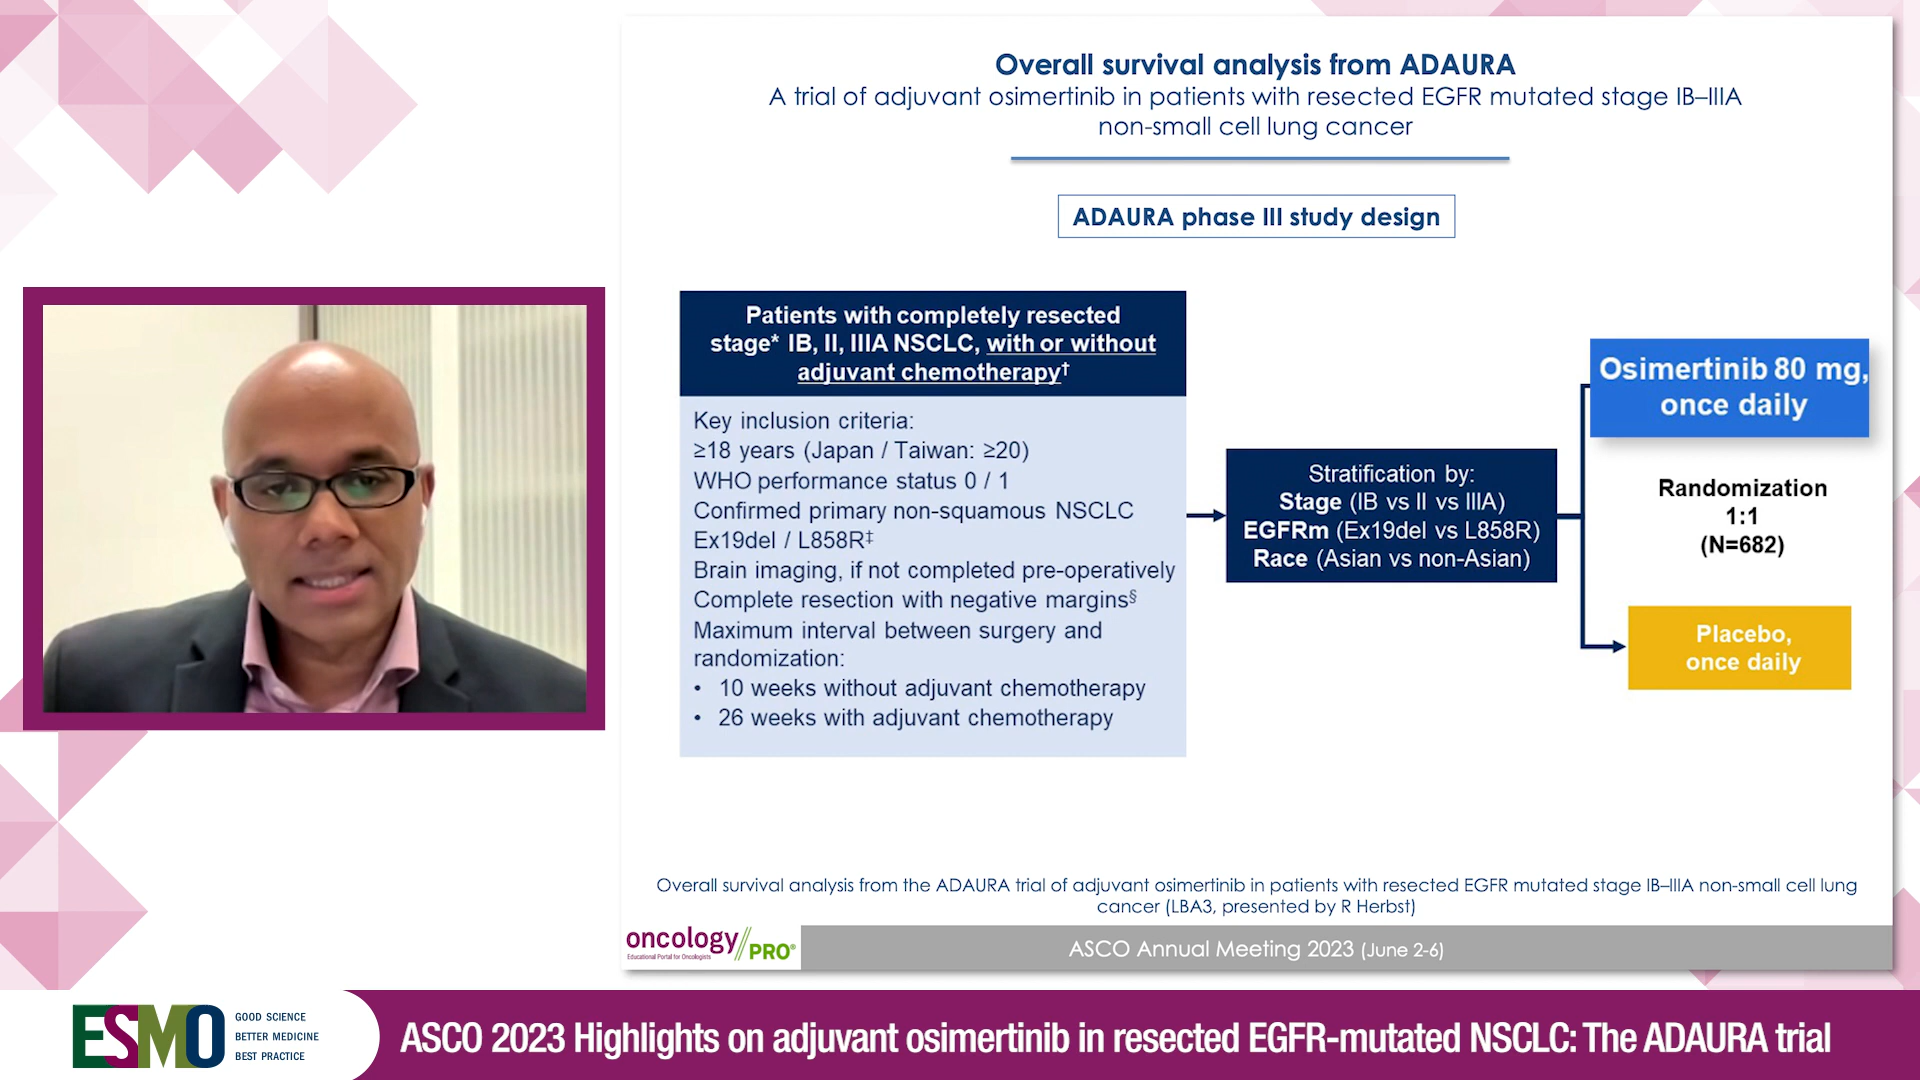 Overall survival analysis from ADAURA
A trial of adjuvant osimertinib in patients with resected EGFR mutated stage IB–IIIA
non-small cell lung cancer
ADAURA phase III study design
Patients with completely resected
stage* IB, II, IIIA NSCLC, with or without
adjuvant chemotherapy†
Key inclusion criteria:
≥18 years (Japan / Taiwan: ≥20)
WHO performance status 0 / 1
Confirmed primary non-squamous NSCLC
Ex19del / L858R‡
Brain imaging, if not completed pre-operatively
Complete resection with negative margins§
Maximum interval between surgery and
randomization:
• 10 weeks without adjuvant chemotherapy
• 26 weeks with adjuvant chemotherapy
Stratification by:
Stage (IB vs II vs IIIA)
EGFRm (Ex19del vs L858R)
Race (Asian vs non-Asian)
Osimertinib 80 mg,
once daily
Randomization
1:1
(N=682)
Placebo,
once daily
Overall survival analysis from the ADAURA trial of adjuvant osimertinib in patients with resected EGFR mutated stage IB–IIIA non-small cell lung
cancer (LBA3, presented by R Herbst)
oncology//PRO®
Educational Portal for Oncologists
ASCO Annual Meeting 2023 (June 2-6)
ESMO
GOOD SCIENCE
BETTER MEDICINE
BEST PRACTICE
ASCO 2023 Highlights on adjuvant osimertinib in resected EGFR-mutated NSCLC: The ADAURA trial